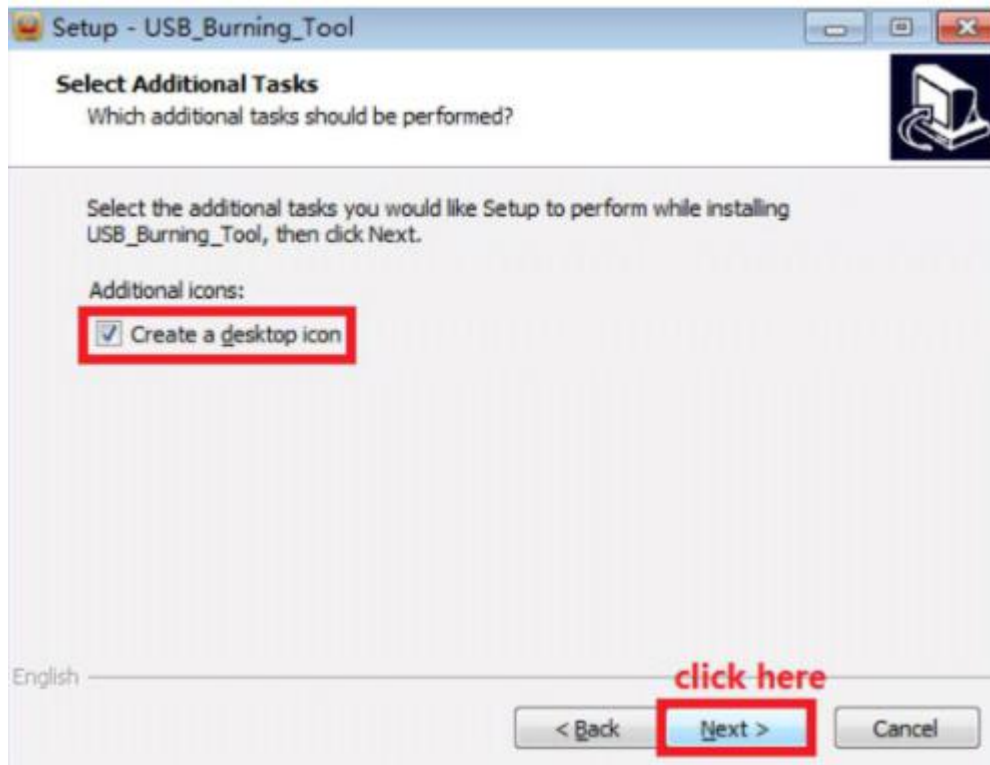 Setup - USB_Burning_Tool
Select Additional Tasks
Which additional tasks should be performed?
Select the additional tasks you would like Setup to perform while installing
USB_Burning_Tool, then click Next.
Additional icons:
Create a desktop icon
English
click here
< Back
Next >
Cancel